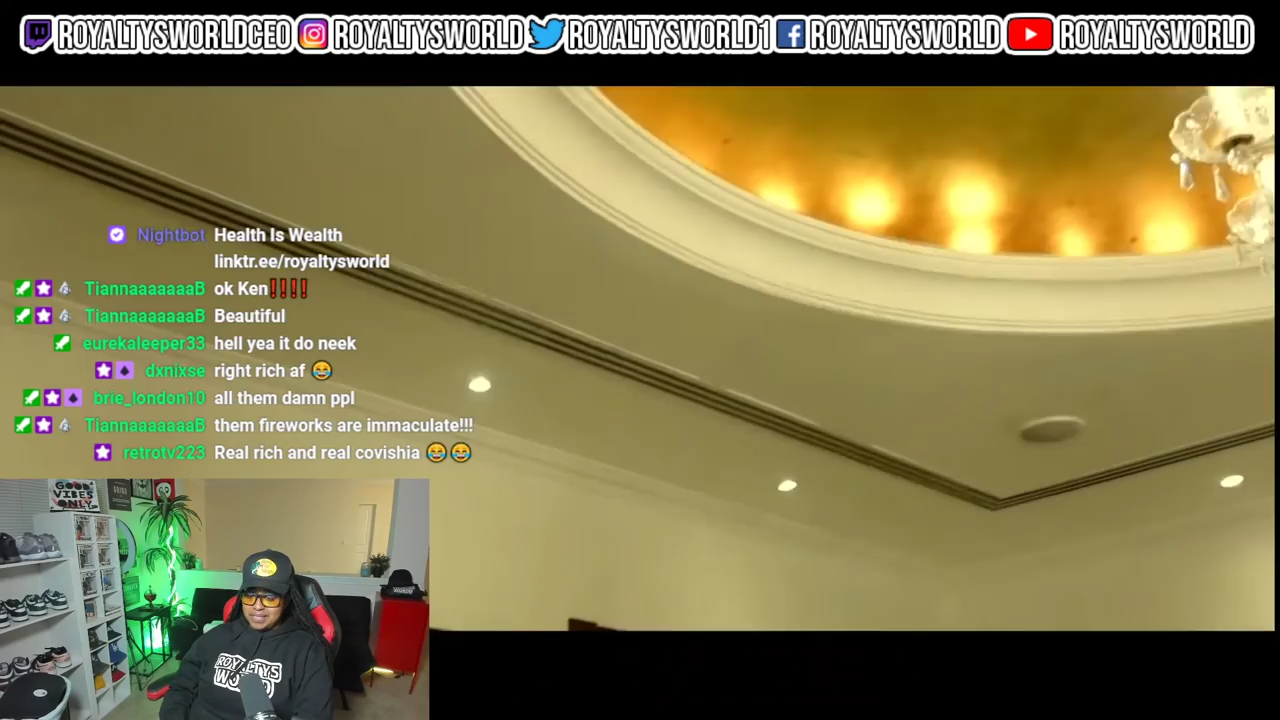 ROYALTYSWORLDCEO ROYALTYSWORLD ROYALTYSWORLD1 ROYALTYSWORLD ROYALTYSWORLD
Nightbot Health Is Wealth
linktr.ee/royaltysworld
TiannaaaaaaaB ok Ken‼️‼️
TiannaaaaaaaB Beautiful
eurekaleeper33 hell yea it do neek
dxnixse right rich af 😂
brie_london10 all them damn ppl
TiannaaaaaaaB them fireworks are immaculate!!!
retrotv223 Real rich and real covishia 😂😂
GOOD
VIBES
ONLY
GRIND
ROYALTYS
WORLD